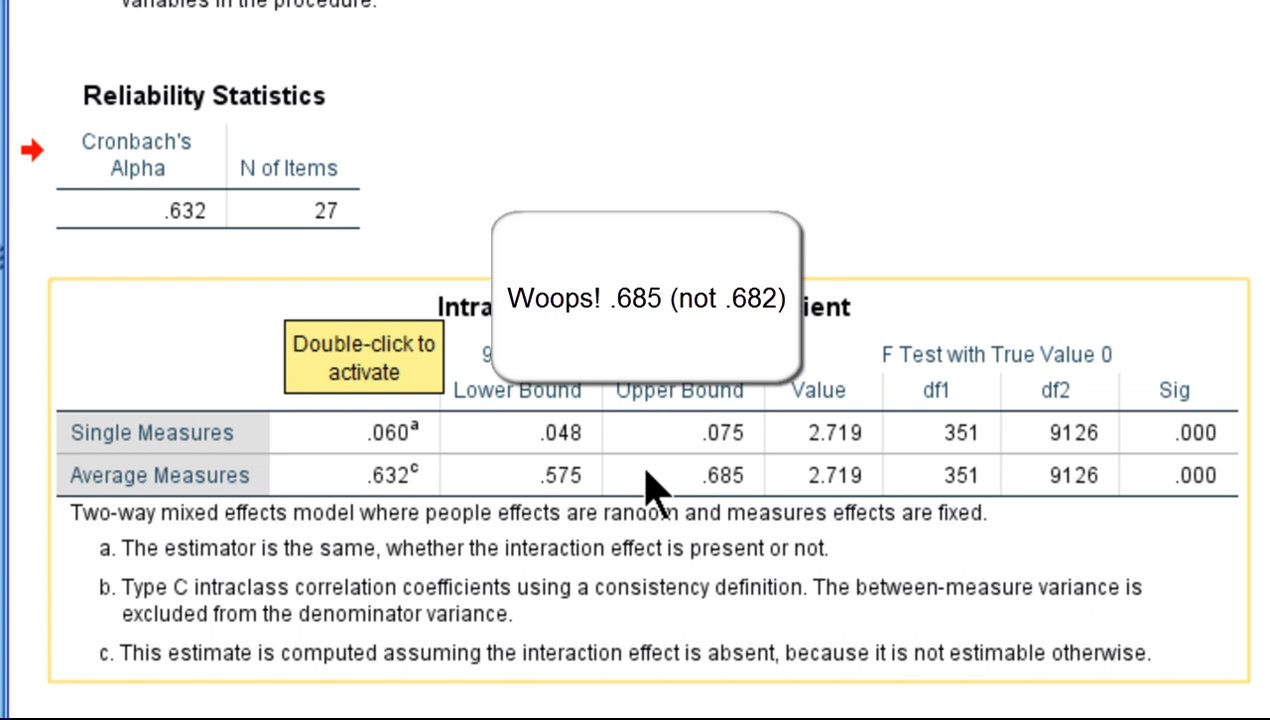 variables in the procedure.
Reliability Statistics
Cronbach's
Alpha N of Items
.632 27
Woops! .685 (not .682)
Intra ient
Double-click to
activate
9 F Test with True Value 0
Lower Bound Upper Bound Value df1 df2 Sig
Single Measures .060a .048 .075 2.719 351 9126 .000
Average Measures .632c .575 .685 2.719 351 9126 .000
Two-way mixed effects model where people effects are random and measures effects are fixed.
a. The estimator is the same, whether the interaction effect is present or not.
b. Type C intraclass correlation coefficients using a consistency definition. The between-measure variance is
excluded from the denominator variance.
c. This estimate is computed assuming the interaction effect is absent, because it is not estimable otherwise.